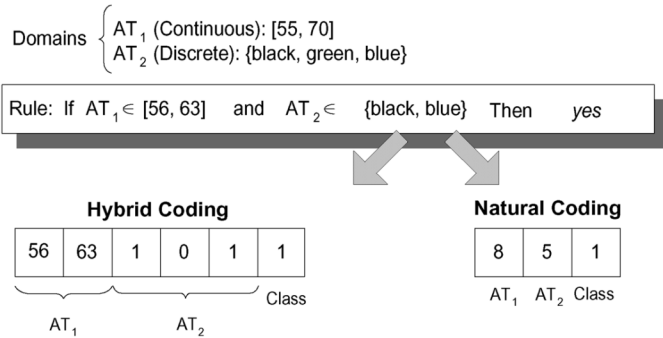 Domains
AT1 (Continuous): [55, 70]
AT2 (Discrete): {black, green, blue}
Rule: If AT1 ∈ [56, 63] and AT2 ∈ {black, blue} Then yes
Hybrid Coding
56 63 1 0 1 1
AT1 AT2 Class
Natural Coding
8 5 1
AT1 AT2 Class